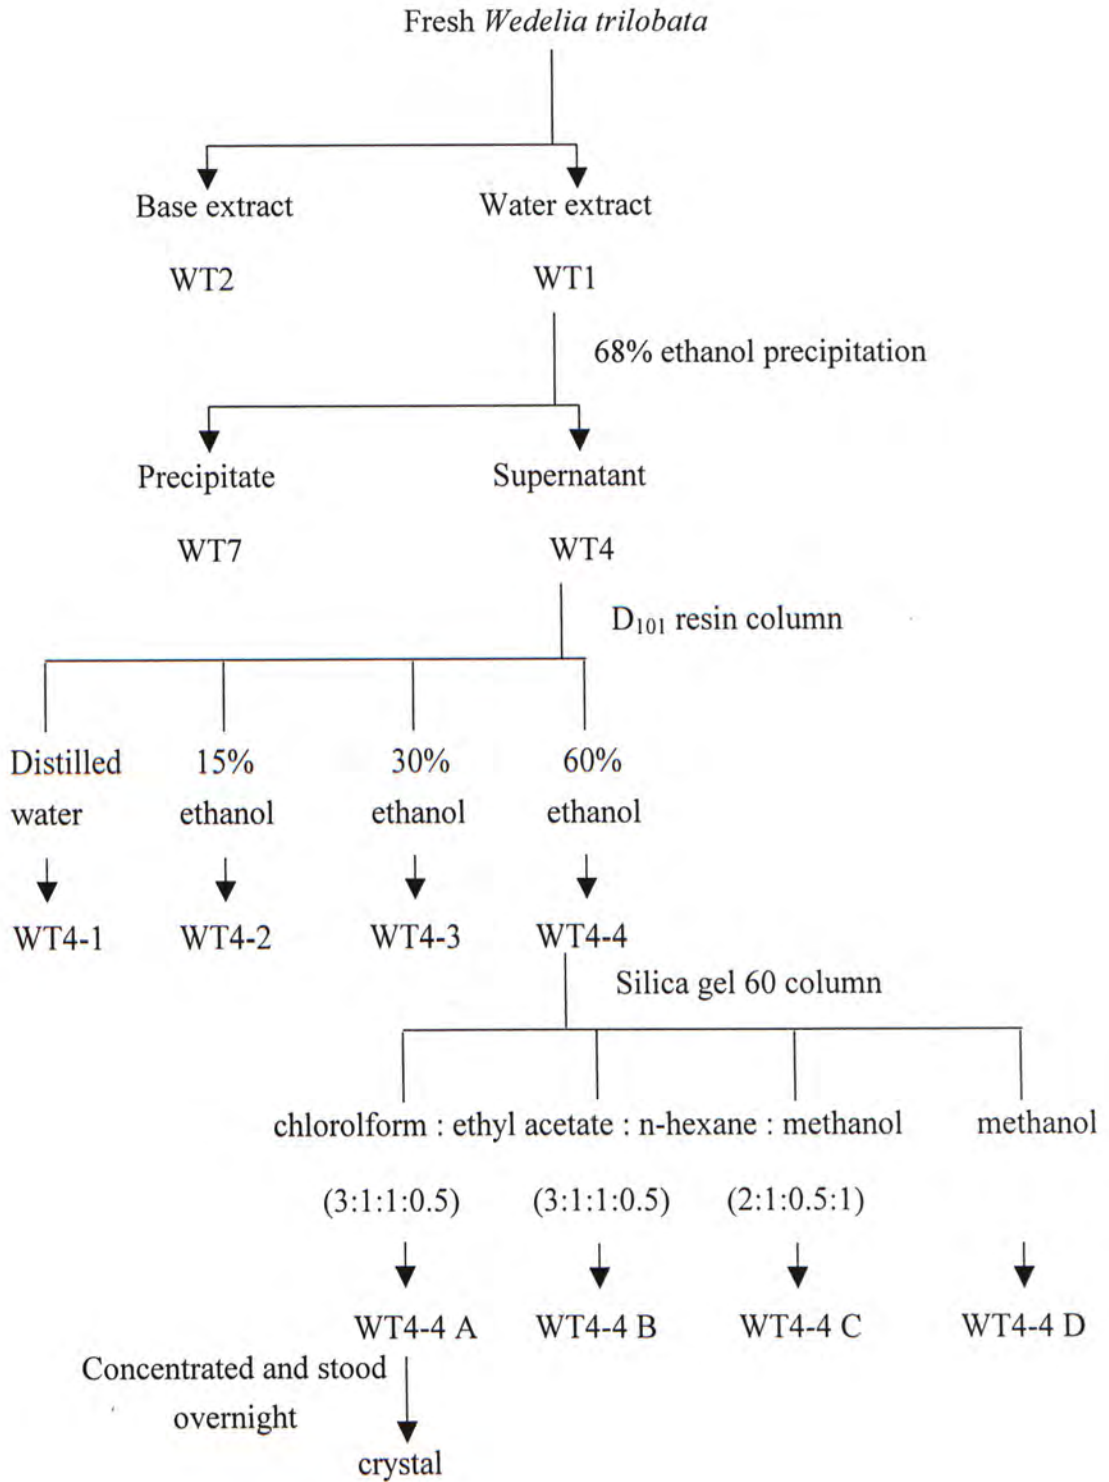 Fresh Wedelia trilobata
Base extract Water extract
WT2 WT1
68% ethanol precipitation
Precipitate Supernatant
WT7 WT4
D₁₀₁ resin column
Distilled 15% 30% 60%
water ethanol ethanol ethanol
WT4-1 WT4-2 WT4-3 WT4-4
Silica gel 60 column
chlorolform : ethyl acetate : n-hexane : methanol methanol
(3:1:1:0.5) (3:1:1:0.5) (2:1:0.5:1)
WT4-4 A WT4-4 B WT4-4 C WT4-4 D
Concentrated and stood
overnight
crystal